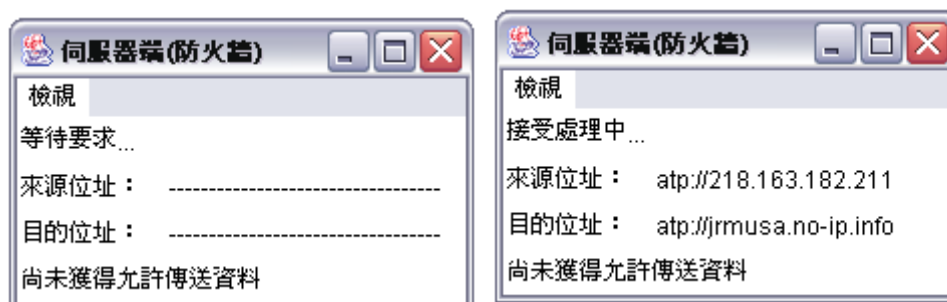 伺服器端(防火牆)
檢視
等待要求...
來源位址： -----------------------------------
目的位址： -----------------------------------
尚未獲得允許傳送資料
伺服器端(防火牆)
檢視
接受處理中...
來源位址： atp://218.163.182.211
目的位址： atp://jrmusa.no-ip.info
尚未獲得允許傳送資料